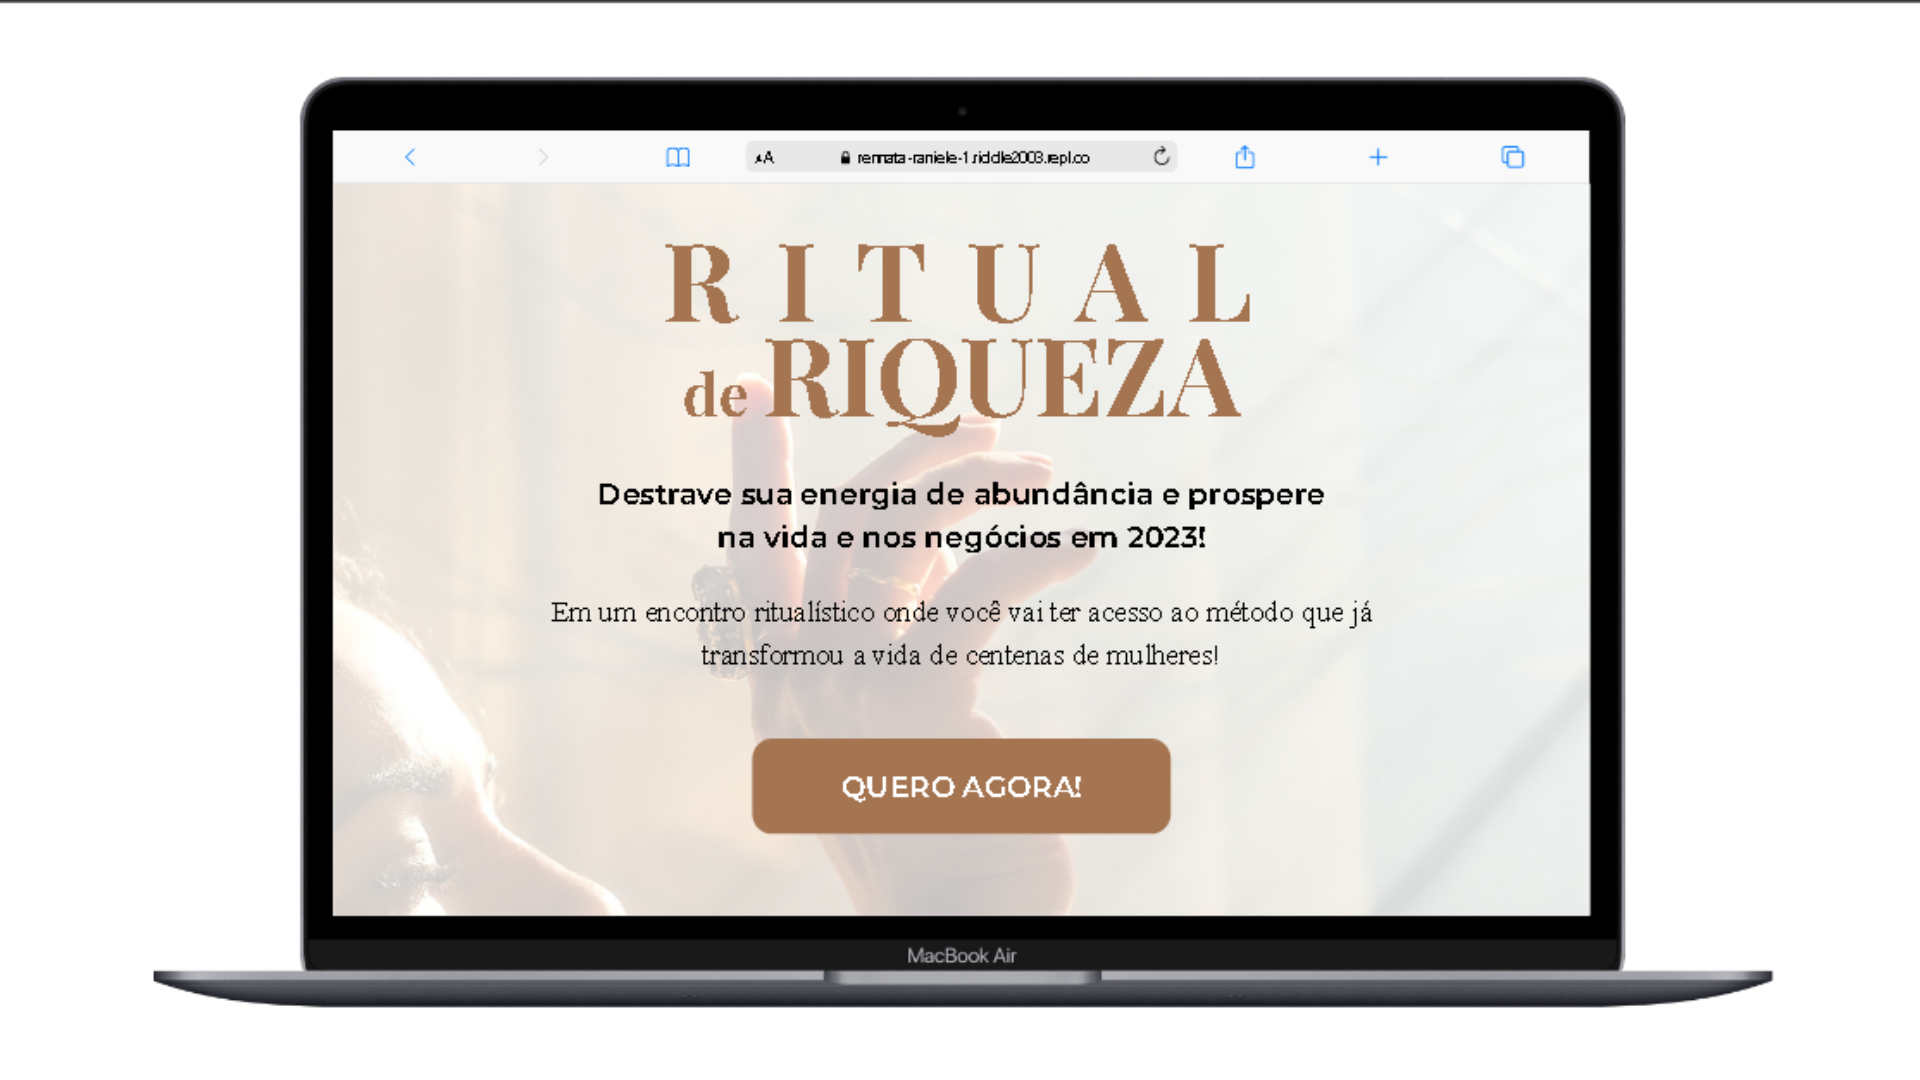 AA rennata-raniele-1.riddle2003.repl.co
RITUAL
de RIQUEZA
Destrave sua energia de abundância e prospere
na vida e nos negócios em 2023!
Em um encontro ritualístico onde você vai ter acesso ao método que já
transformou a vida de centenas de mulheres!
QUERO AGORA!
MacBook Air